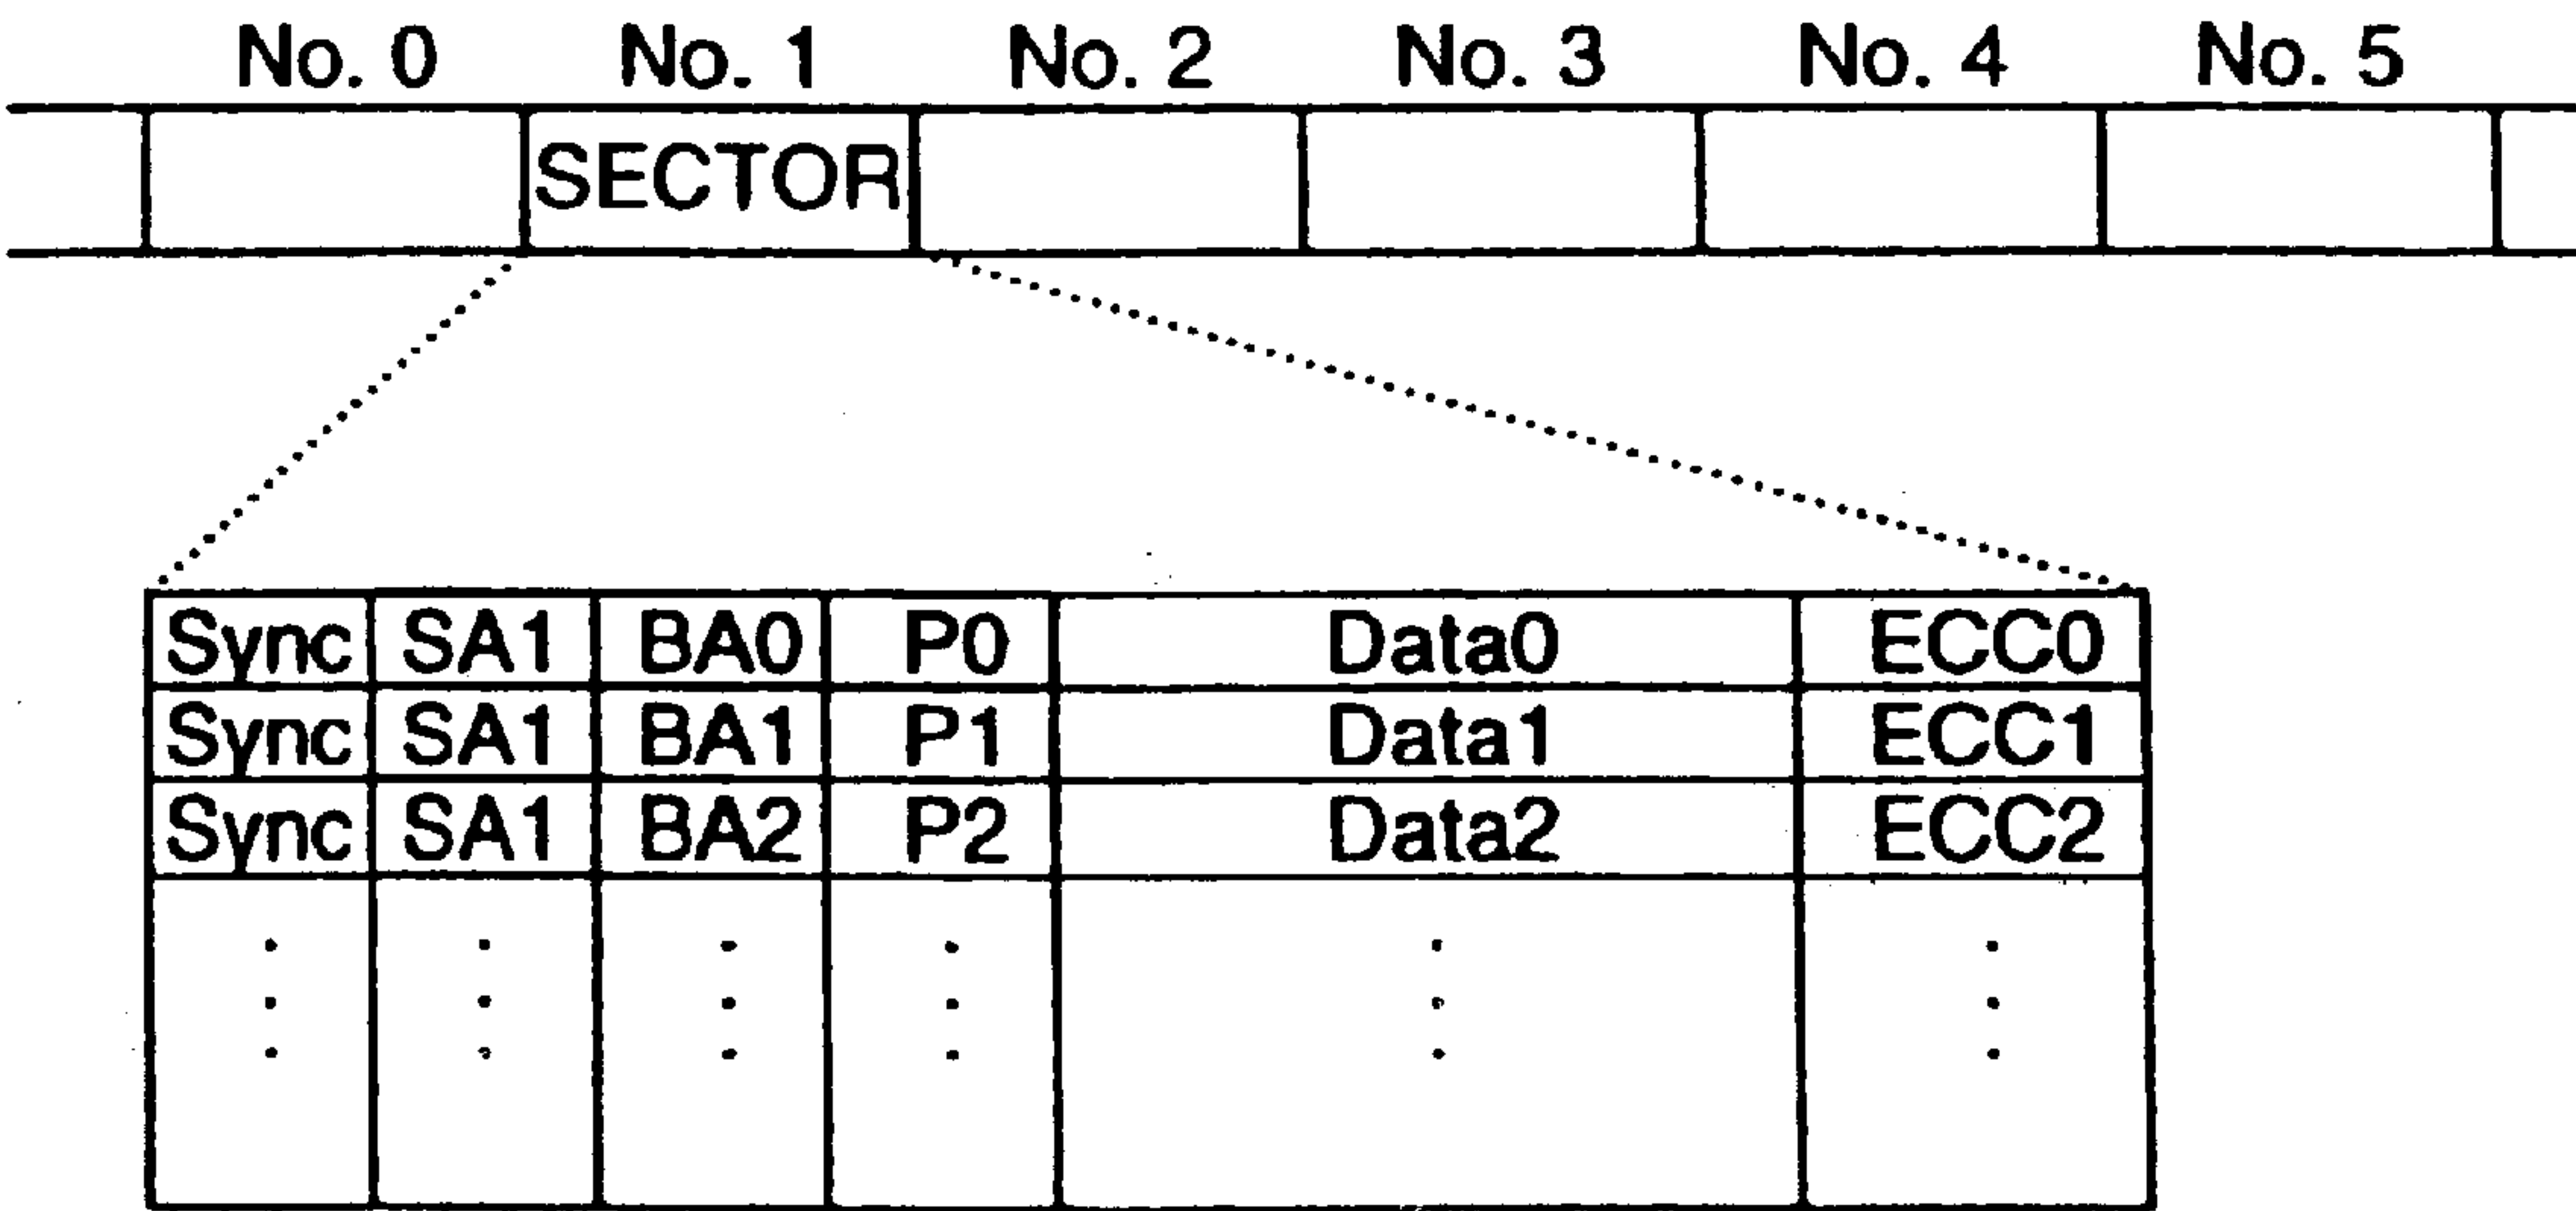 No. 0 No. 1 No. 2 No. 3 No. 4 No. 5
SECTOR
Sync SA1 BA0 P0 Data0 ECC0
Sync SA1 BA1 P1 Data1 ECC1
Sync SA1 BA2 P2 Data2 ECC2